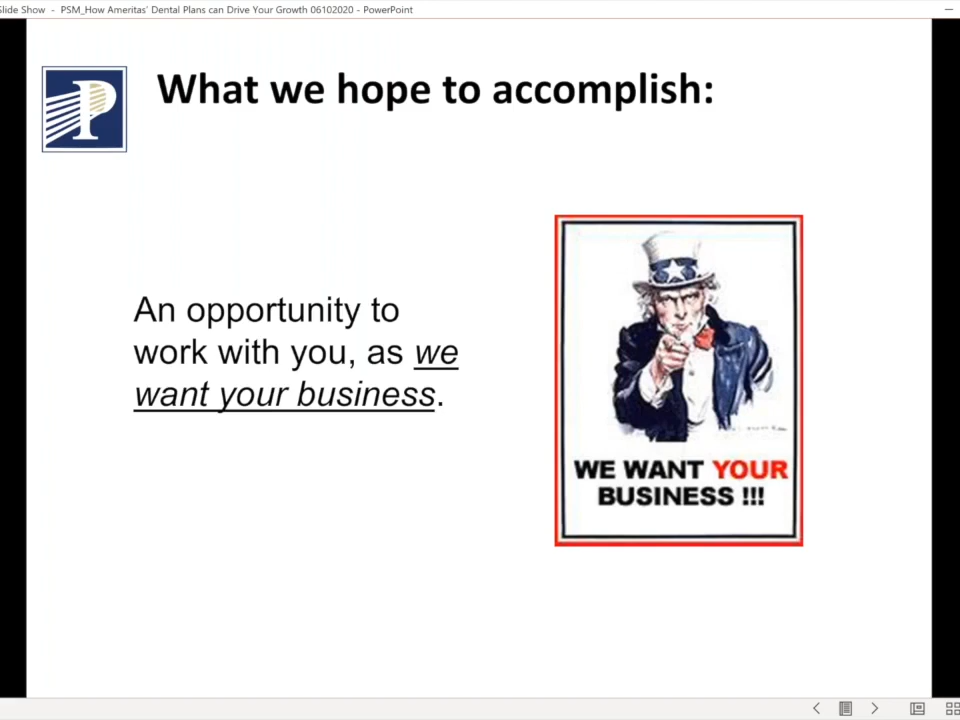 Slide Show - PSM_How Ameritas' Dental Plans can Drive Your Growth 06102020 - PowerPoint
P
What we hope to accomplish:
An opportunity to
work with you, as we
want your business.
WE WANT YOUR
BUSINESS !!!